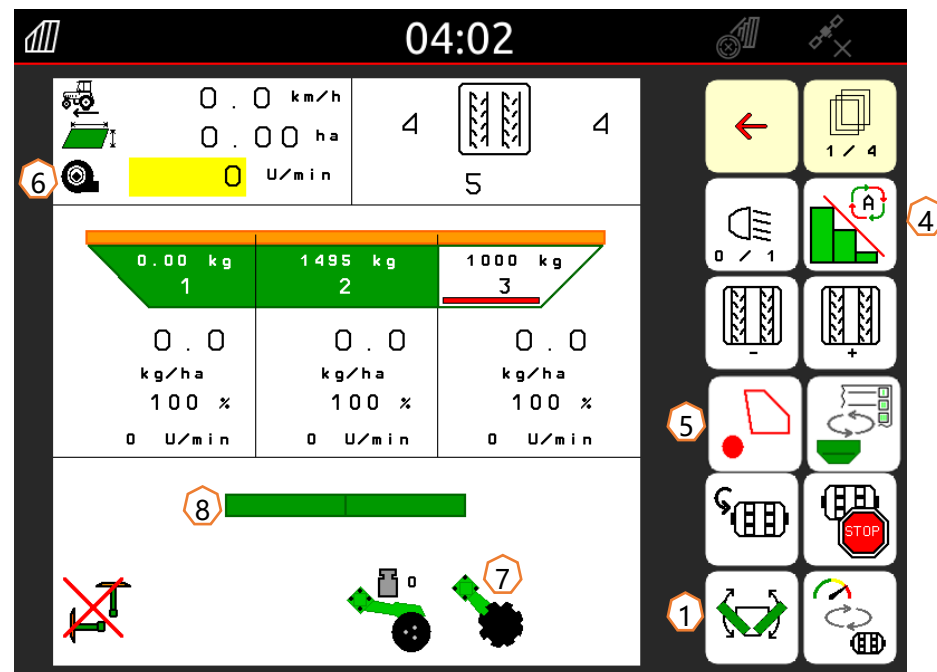 04:02
0.0 km/h
0.00 ha
6
0 U/min
4
4
5
1 / 4
0 / 1
A
4
0.00 kg
1495 kg
1000 kg
1
2
3
-
+
0.0
0.0
0.0
kg/ha
kg/ha
kg/ha
100 %
100 %
100 %
0 U/min
0 U/min
0 U/min
5
8
STOP
0
7
1